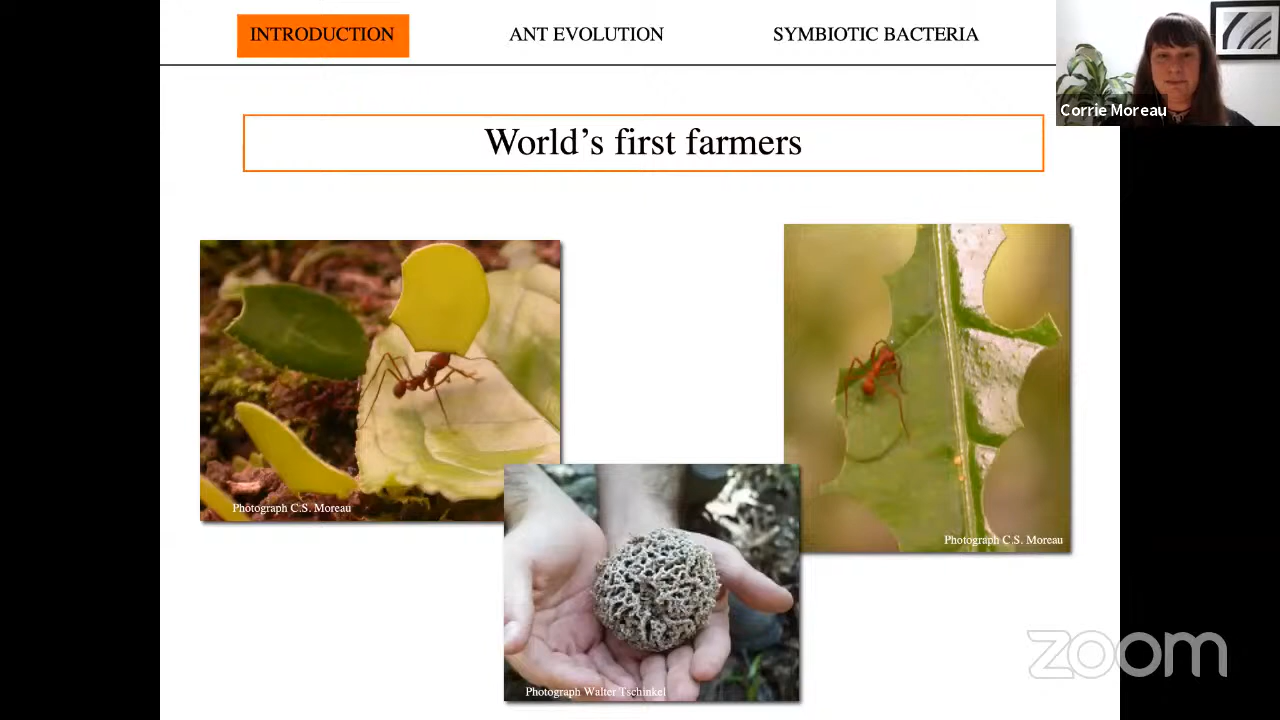 INTRODUCTION
ANT EVOLUTION
SYMBIOTIC BACTERIA
Corrie Moreau
World's first farmers
Photograph C.S. Moreau
Photograph C.S. Moreau
Photograph Walter Tschinkel
zoom